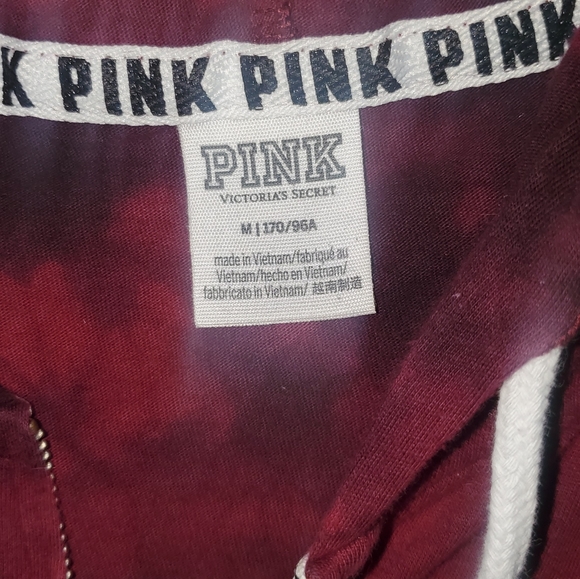 K PINK PINK PINK PINK
PINK
VICTORIA'S SECRET
M | 170/96A
made in Vietnam/fabriqué au
Vietnam/hecho en Vietnam/
fabbricato in Vietnam/ 越南制造